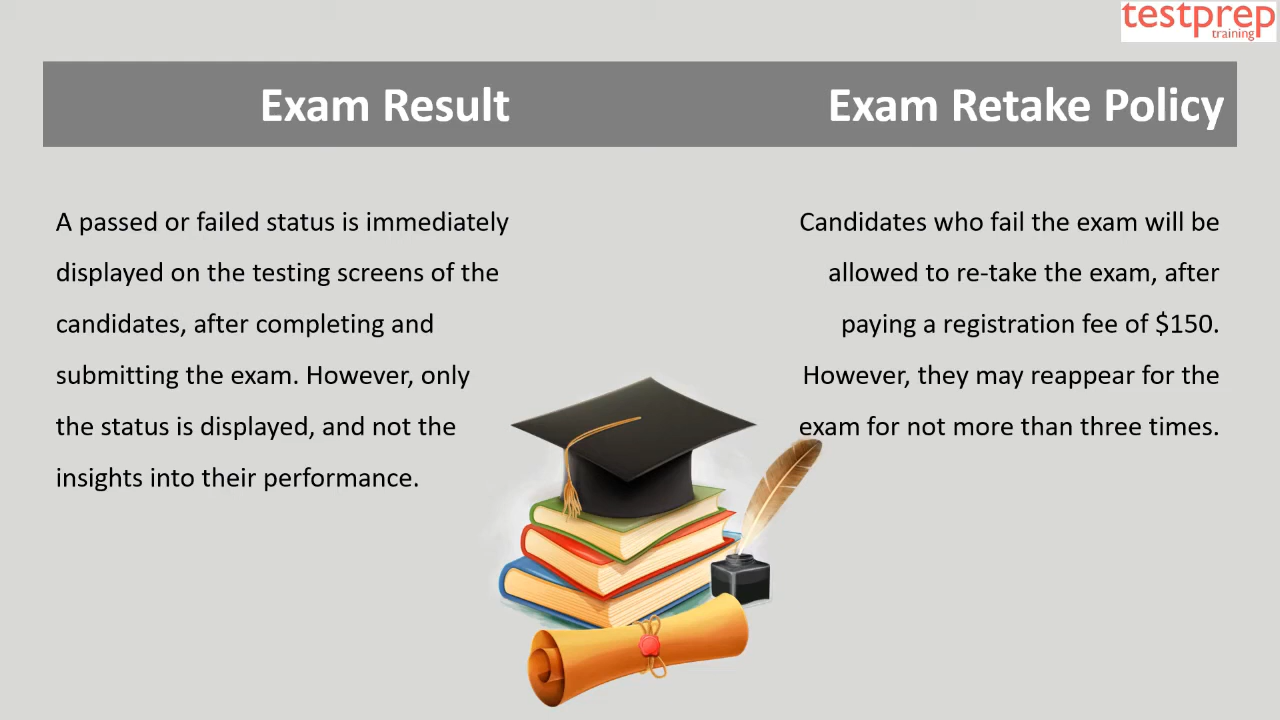 testprep
training
Exam Result
Exam Retake Policy
A passed or failed status is immediately
displayed on the testing screens of the
candidates, after completing and
submitting the exam. However, only
the status is displayed, and not the
insights into their performance.
Candidates who fail the exam will be
allowed to re-take the exam, after
paying a registration fee of $150.
However, they may reappear for the
exam for not more than three times.